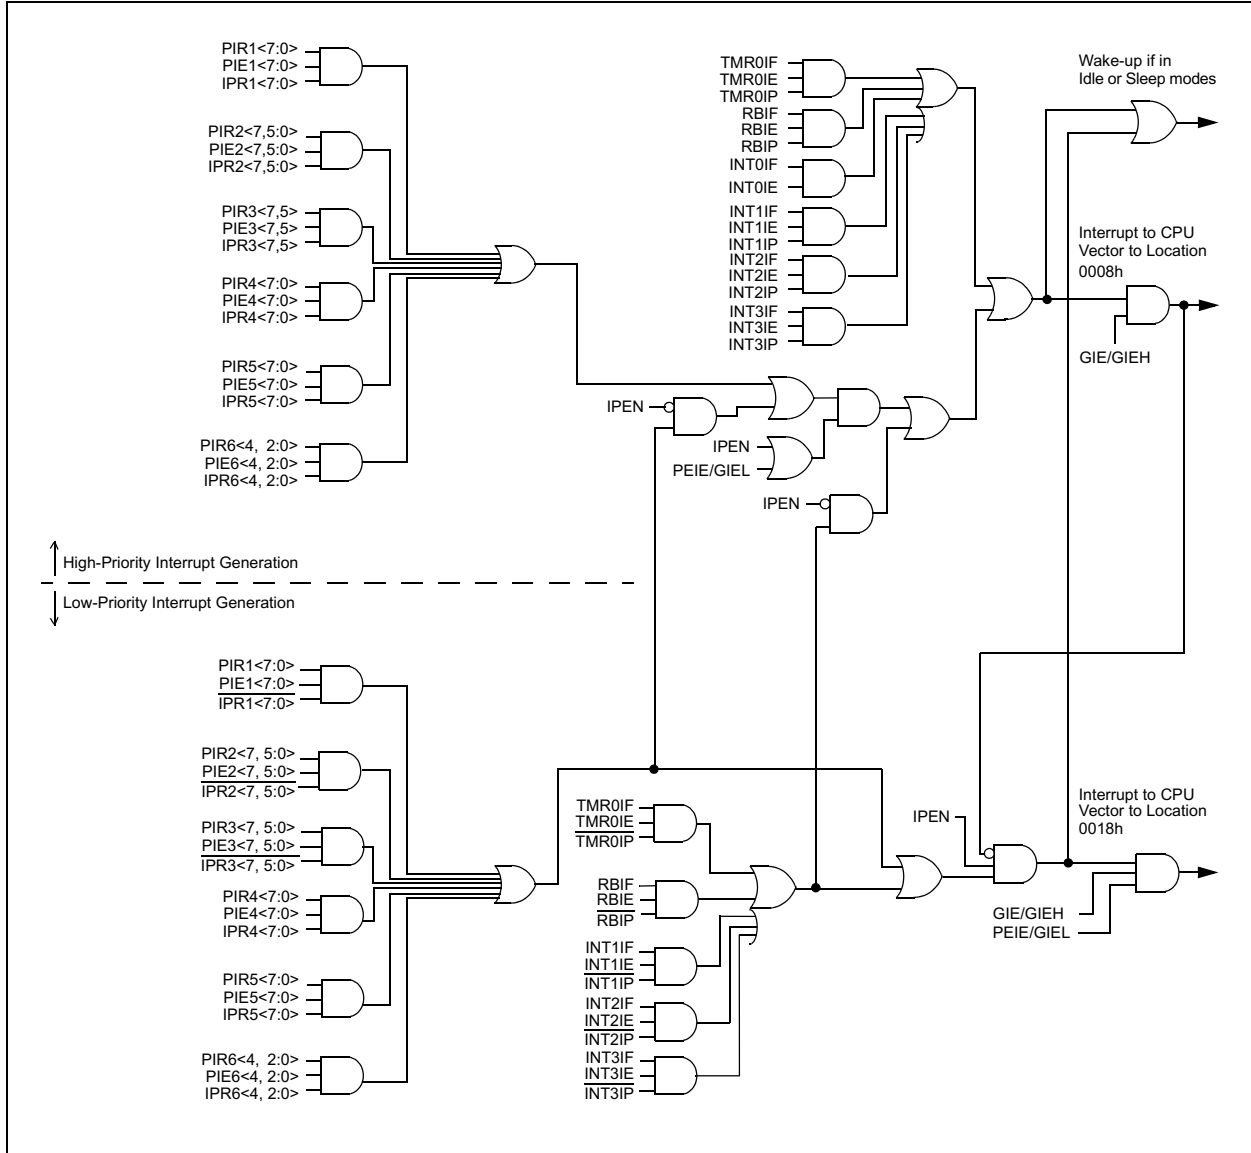 PIR1<7:0>
PIE1<7:0>
IPR1<7:0>
PIR2<7,5:0>
PIE2<7,5:0>
IPR2<7,5:0>
PIR3<7,5>
PIE3<7,5>
IPR3<7,5>
PIR4<7:0>
PIE4<7:0>
IPR4<7:0>
PIR5<7:0>
PIE5<7:0>
IPR5<7:0>
PIR6<4, 2:0>
PIE6<4, 2:0>
IPR6<4, 2:0>
TMR0IF
TMR0IE
TMR0IP
RBIF
RBIE
RBIP
INT0IF
INT0IE
INT1IF
INT1IE
INT1IP
INT2IF
INT2IE
INT2IP
INT3IF
INT3IE
INT3IP
Wake-up if in
Idle or Sleep modes
Interrupt to CPU
Vector to Location
0008h
GIE/GIEH
IPEN
IPEN
PEIE/GIEL
IPEN
High-Priority Interrupt Generation
Low-Priority Interrupt Generation
PIR1<7:0>
PIE1<7:0>
IPR1<7:0>
PIR2<7, 5:0>
PIE2<7, 5:0>
IPR2<7, 5:0>
PIR3<7, 5:0>
PIE3<7, 5:0>
IPR3<7, 5:0>
PIR4<7:0>
PIE4<7:0>
IPR4<7:0>
PIR5<7:0>
PIE5<7:0>
IPR5<7:0>
PIR6<4, 2:0>
PIE6<4, 2:0>
IPR6<4, 2:0>
TMR0IF
TMR0IE
TMR0IP
RBIF
RBIE
RBIP
INT1IF
INT1IE
INT1IP
INT2IF
INT2IE
INT2IP
INT3IF
INT3IE
INT3IP
IPEN
Interrupt to CPU
Vector to Location
0018h
GIE/GIEH
PEIE/GIEL